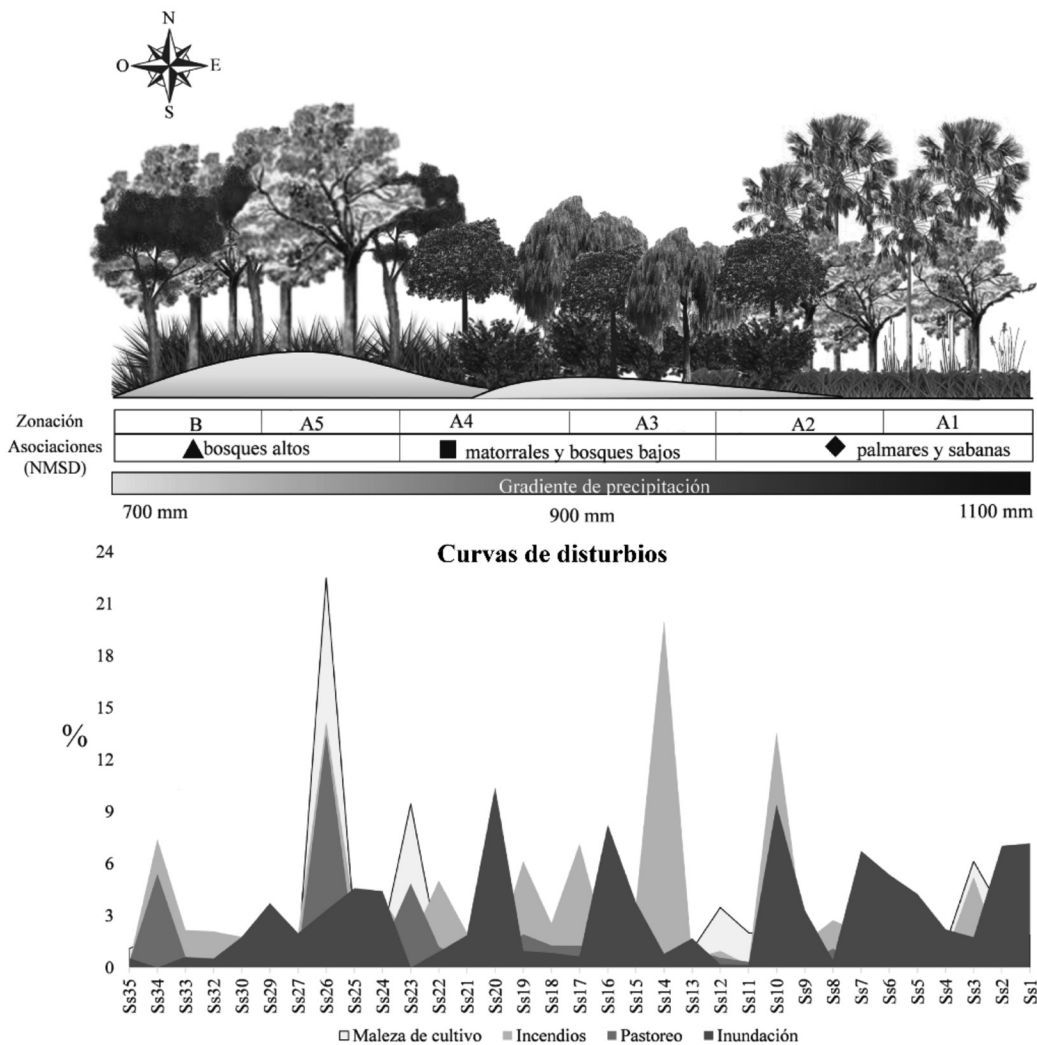 N
O E
S
Zonación B A5 A4 A3 A2 A1
Asociaciones (NMSD) bosques altos matorrales y bosques bajos palmares y sabanas
Gradiente de precipitación
700 mm 900 mm 1100 mm
Curvas de disturbios
24
21
18
15
12
9
6
3
0
%
Ss35 Ss34 Ss33 Ss32 Ss30 Ss29 Ss27 Ss26 Ss25 Ss24 Ss23 Ss22 Ss21 Ss20 Ss19 Ss18 Ss17 Ss16 Ss15 Ss14 Ss13 Ss12 Ss11 Ss10 Ss9 Ss8 Ss7 Ss6 Ss5 Ss4 Ss3 Ss2 Ss1
Maleza de cultivo Incendios Pastoreo Inundación